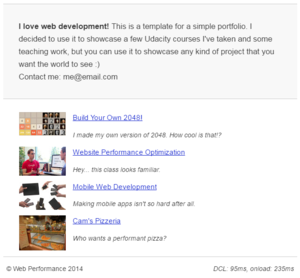 I love web development! This is a template for a simple portfolio. I
decided to use it to showcase a few Udacity courses I've taken and some
teaching work, but you can use it to showcase any kind of project that you
want the world to see :)
Contact me: me@email.com
Build Your Own 2048!
I made my own version of 2048. How cool is that!?
Website Performance Optimization
Hey... this class looks familiar.
Mobile Web Development
Making mobile apps isn't so hard after all.
Cam's Pizzeria
Who wants a performant pizza?
© Web Performance 2014
DCL: 95ms, onload: 235ms